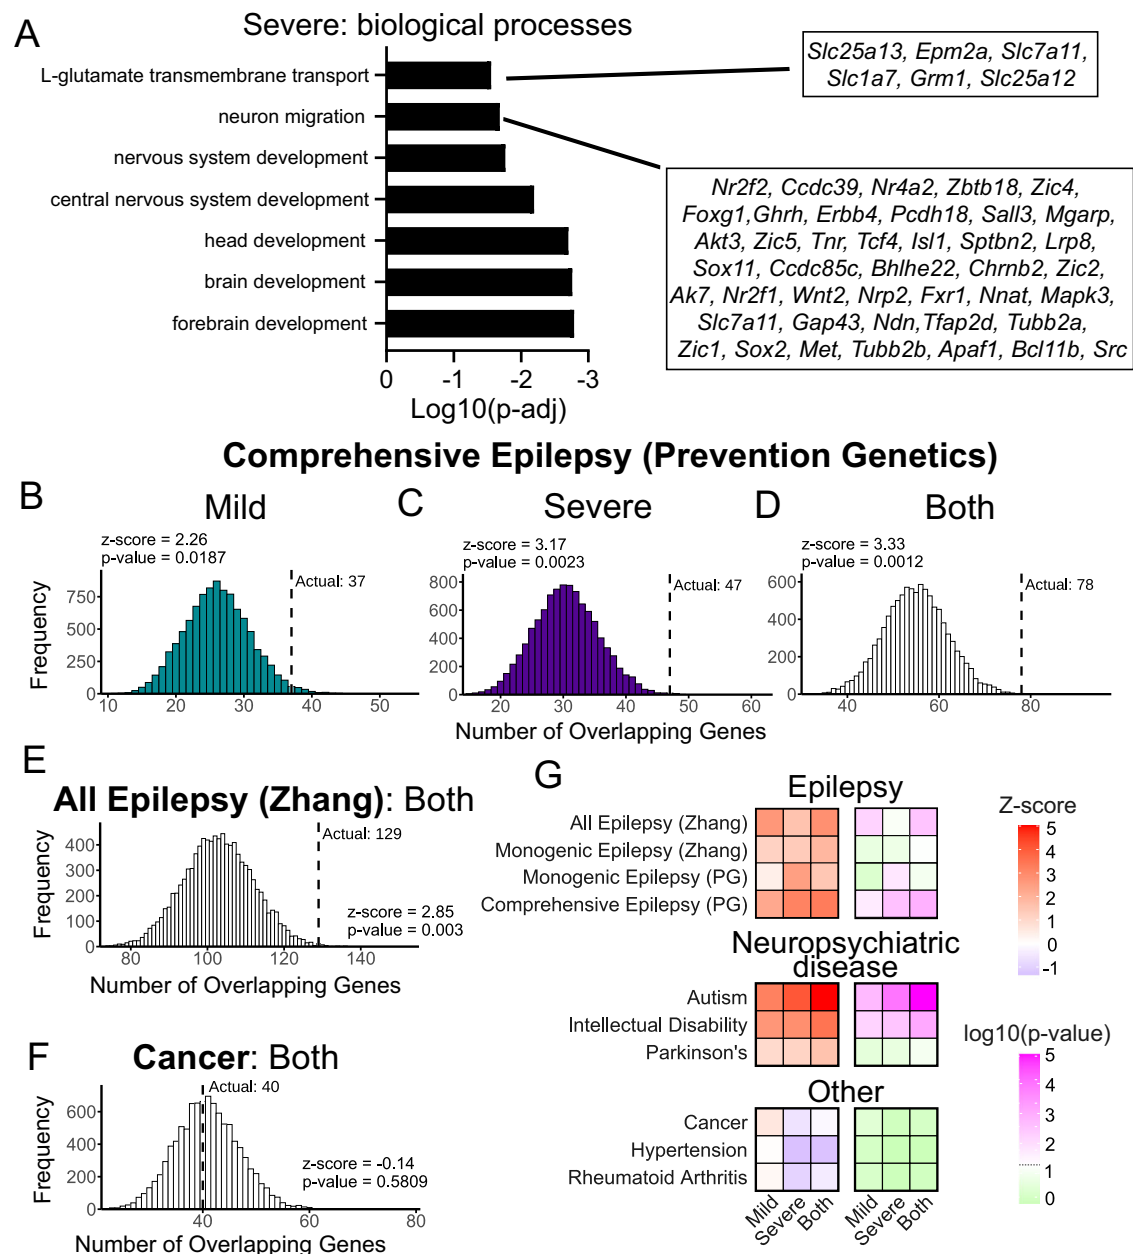 A
Severe: biological processes
L-glutamate transmembrane transport
neuron migration
nervous system development
central nervous system development
head development
brain development
forebrain development
0 -1 -2 -3
Log10(p-adj)
Slc25a13, Epm2a, Slc7a11,
Slc1a7, Grm1, Slc25a12
Nr2f2, Ccdc39, Nr4a2, Zbtb18, Zic4,
Foxg1,Ghrh, Erbb4, Pcdh18, Sall3, Mgarp,
Akt3, Zic5, Tnr, Tcf4, Isl1, Sptbn2, Lrp8,
Sox11, Ccdc85c, Bhlhe22, Chrnb2, Zic2,
Ak7, Nr2f1, Wnt2, Nrp2, Fxr1, Nnat, Mapk3,
Slc7a11, Gap43, Ndn,Tfap2d, Tubb2a,
Zic1, Sox2, Met, Tubb2b, Apaf1, Bcl11b, Src
Comprehensive Epilepsy (Prevention Genetics)
B
Mild
z-score = 2.26
p-value = 0.0187
Actual: 37
Frequency
750
500
250
0
10 20 30 40 50
C
Severe
z-score = 3.17
p-value = 0.0023
Actual: 47
800
600
400
200
0
20 30 40 50 60
Number of Overlapping Genes
D
Both
z-score = 3.33
p-value = 0.0012
Actual: 78
600
400
200
0
40 60 80
E
All Epilepsy (Zhang): Both
Actual: 129
z-score = 2.85
p-value = 0.003
Frequency
400
300
200
100
0
80 100 120 140
Number of Overlapping Genes
F
Cancer: Both
Actual: 40
z-score = -0.14
p-value = 0.5809
Frequency
600
400
200
0
40 60 80
Number of Overlapping Genes
G
Epilepsy
All Epilepsy (Zhang)
Monogenic Epilepsy (Zhang)
Monogenic Epilepsy (PG)
Comprehensive Epilepsy (PG)
Neuropsychiatric
disease
Autism
Intellectual Disability
Parkinson's
Other
Cancer
Hypertension
Rheumatoid Arthritis
Mild Severe Both Mild Severe Both
Z-score
5
4
3
2
1
0
-1
log10(p-value)
5
4
3
2
1
0